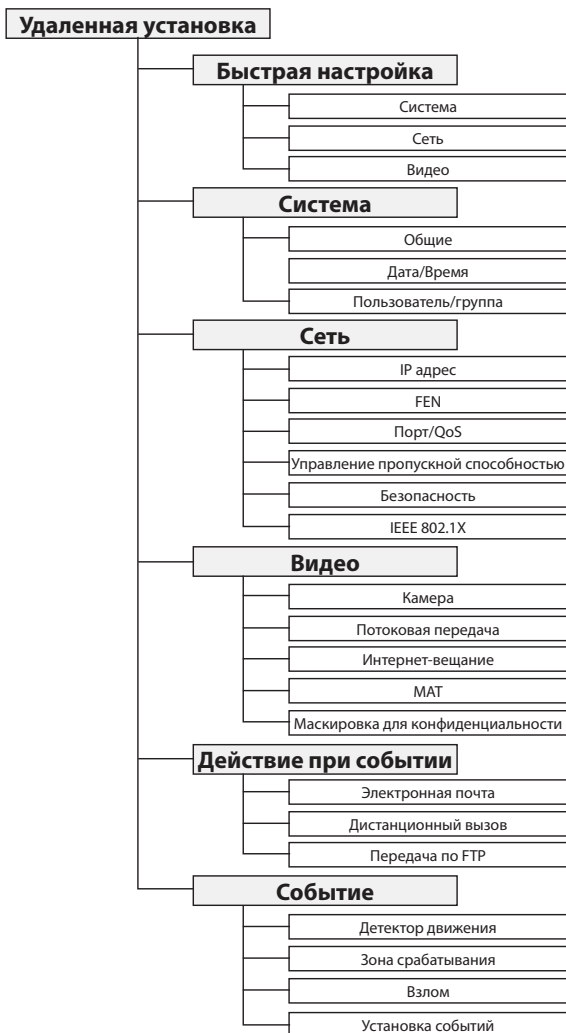 Удаленная установка
Быстрая настройка
Система
Сеть
Видео
Система
Общие
Дата/Время
Пользователь/группа
Сеть
IP адрес
FEN
Порт/QoS
Управление пропускной способностью
Безопасность
IEEE 802.1X
Видео
Камера
Потоковая передача
Интернет-вещание
MAT
Маскировка для конфиденциальности
Действие при событии
Электронная почта
Дистанционный вызов
Передача по FTP
Событие
Детектор движения
Зона срабатывания
Взлом
Установка событий